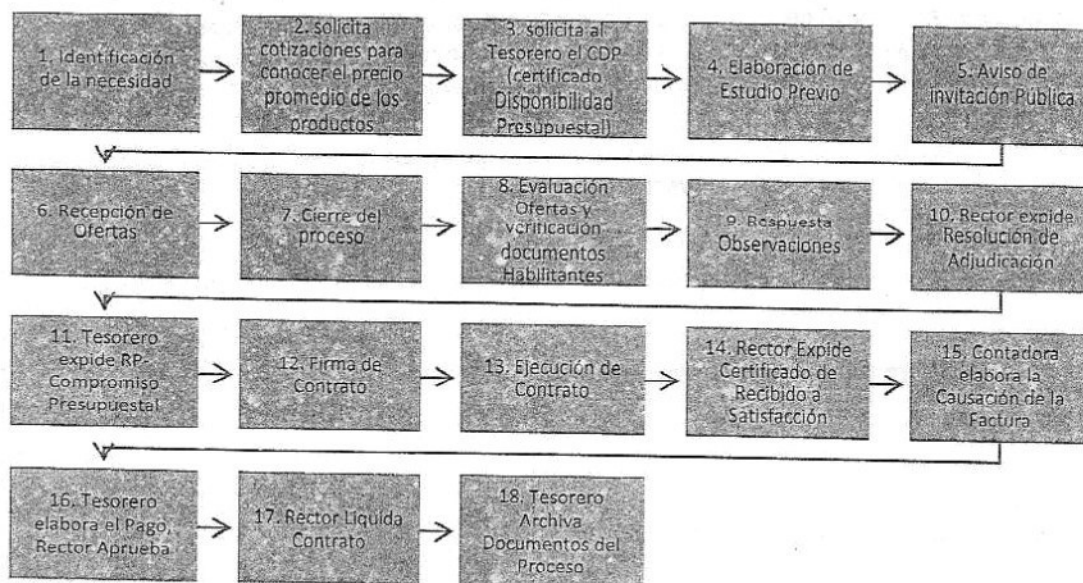 1. Identificación
de la necesidad
2. solicita
cotizaciones para
conocer el precio
promedio de los
productos
3. solicita al
Tesorero el CDP
(certificado
Disponibilidad
Presupuestal)
4. Elaboración de
Estudio Previo
5. Aviso de
invitación Pública
6. Recepción de
Ofertas
7. Cierre del
proceso
8. Evaluación
Ofertas y
verificación
documentos
Habilitantes
9. Respuesta
Observaciones
10. Rector expide
Resolución de
Adjudicación
11. Tesorero
expide RP-
Compromiso
Presupuestal
12. Firma de
Contrato
13. Ejecución de
Contrato
14. Rector Expide
Certificado de
Recibido a
Satisfacción
15. Contadora
elabora la
Causación de la
Factura
16. Tesorero
elabora el Pago,
Rector Aprueba
17. Rector Liquida
Contrato
18. Tesorero
Archiva
Documentos del
Proceso